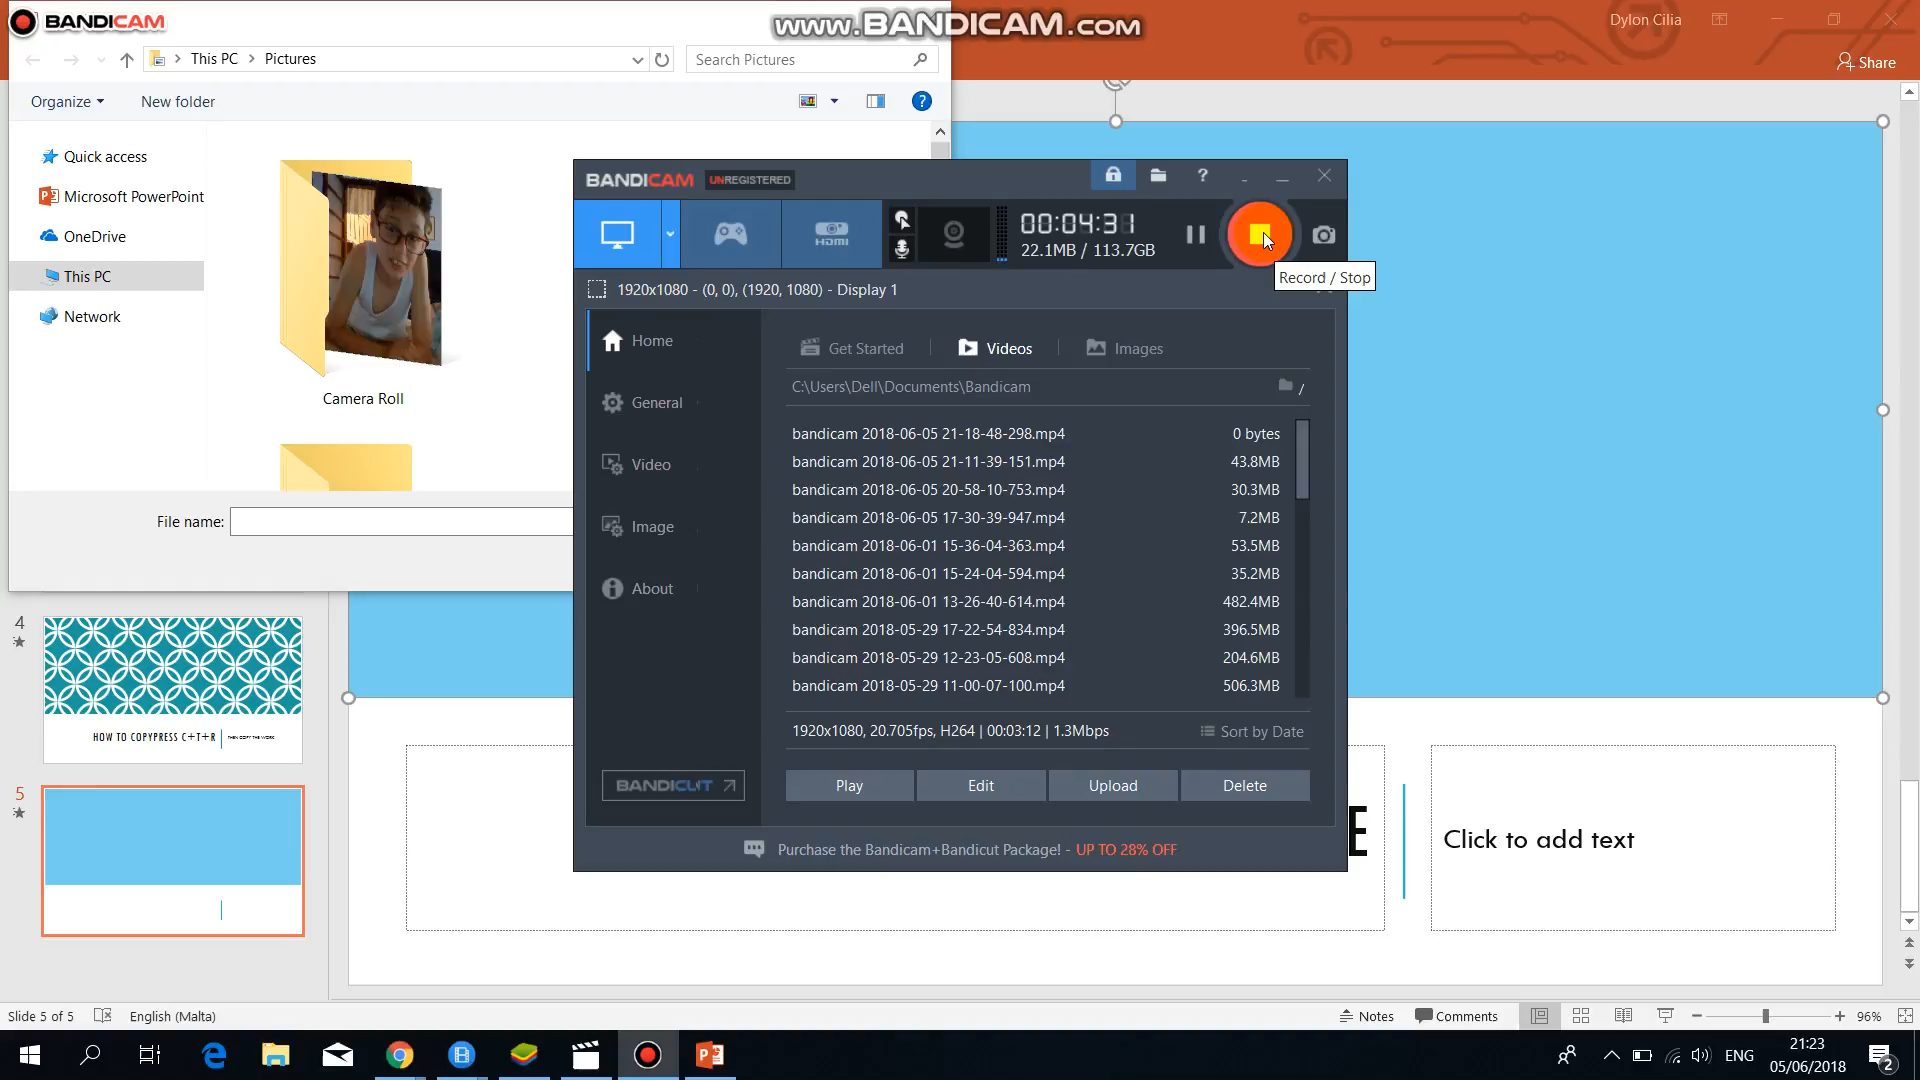 BANDICAM
www.BANDICAM.com
Dylon Cilia
This PC > Pictures
Search Pictures
Share
Organize
New folder
Quick access
Microsoft PowerPoint
OneDrive
This PC
Network
Camera Roll
File name:
BANDICAM UNREGISTERED
HDMI
00:04:31
22.1MB / 113.7GB
Record / Stop
1920x1080 - (0, 0), (1920, 1080) - Display 1
Home
General
Video
Image
About
BANDICUT
Get Started
Videos
Images
C:\Users\Dell\Documents\Bandicam
bandicam 2018-06-05 21-18-48-298.mp4 0 bytes
bandicam 2018-06-05 21-11-39-151.mp4 43.8MB
bandicam 2018-06-05 20-58-10-753.mp4 30.3MB
bandicam 2018-06-05 17-30-39-947.mp4 7.2MB
bandicam 2018-06-01 15-36-04-363.mp4 53.5MB
bandicam 2018-06-01 15-24-04-594.mp4 35.2MB
bandicam 2018-06-01 13-26-40-614.mp4 482.4MB
bandicam 2018-05-29 17-22-54-834.mp4 396.5MB
bandicam 2018-05-29 12-23-05-608.mp4 204.6MB
bandicam 2018-05-29 11-00-07-100.mp4 506.3MB
1920x1080, 20.705fps, H264 | 00:03:12 | 1.3Mbps
Sort by Date
Play
Edit
Upload
Delete
Purchase the Bandicam+Bandicut Package! - UP TO 28% OFF
4
HOW TO COPYPRESS C+T+R
THEN COPY THE WORK
5
E
Click to add text
Slide 5 of 5
English (Malta)
Notes
Comments
96%
ENG
21:23
05/06/2018
2